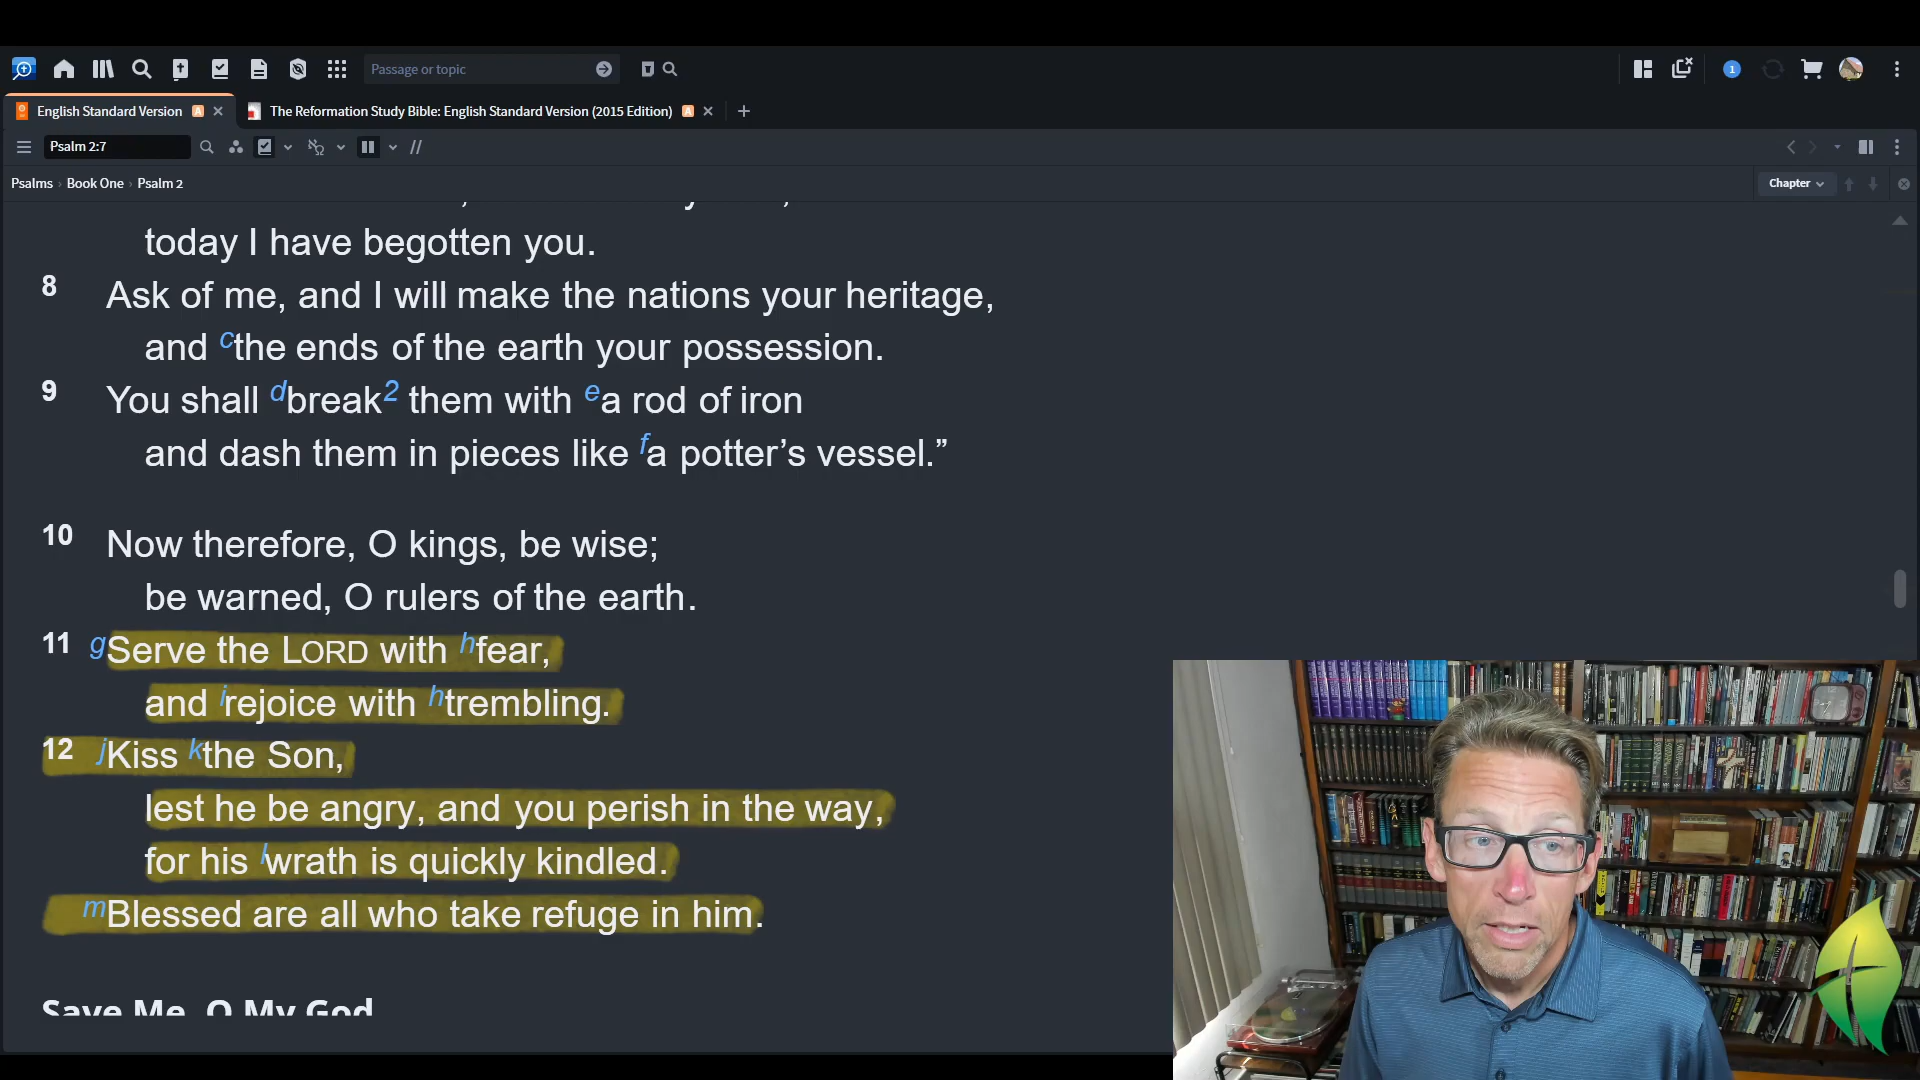 Passage or topic
1
English Standard Version A
The Reformation Study Bible: English Standard Version (2015 Edition) A
Psalm 2:7
Psalms › Book One › Psalm 2
Chapter
today I have begotten you.
8 Ask of me, and I will make the nations your heritage,
and cthe ends of the earth your possession.
9 You shall dbreak2 them with ea rod of iron
and dash them in pieces like fa potter’s vessel.”
10 Now therefore, O kings, be wise;
be warned, O rulers of the earth.
11 gServe the LORD with hfear,
and irejoice with htrembling.
12 jKiss kthe Son,
lest he be angry, and you perish in the way,
for his lwrath is quickly kindled.
mBlessed are all who take refuge in him.
Save Me, O My God